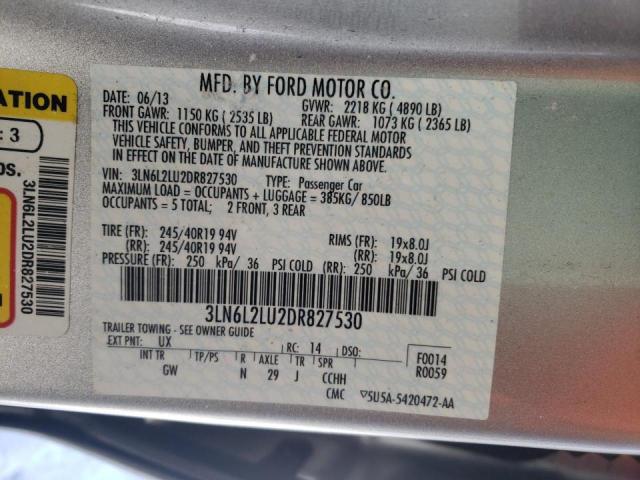 MFD. BY FORD MOTOR CO.
DATE: 06/13 GVWR: 2218 KG ( 4890 LB)
FRONT GAWR: 1150 KG ( 2535 LB) REAR GAWR: 1073 KG ( 2365 LB)
THIS VEHICLE CONFORMS TO ALL APPLICABLE FEDERAL MOTOR
VEHICLE SAFETY, BUMPER, AND THEFT PREVENTION STANDARDS
IN EFFECT ON THE DATE OF MANUFACTURE SHOWN ABOVE.
VIN: 3LN6L2LU2DR827530 TYPE: Passenger Car
MAXIMUM LOAD = OCCUPANTS + LUGGAGE = 385KG/ 850LB
OCCUPANTS = 5 TOTAL; 2 FRONT, 3 REAR
TIRE (FR): 245/40R19 94V RIMS (FR): 19x8.0J
(RR): 245/40R19 94V (RR): 19x8.0J
PRESSURE (FR): 250 kPa/ 36 PSI COLD (RR): 250 kPa/ 36 PSI COLD
3LN6L2LU2DR827530
TRAILER TOWING - SEE OWNER GUIDE
EXT PNT: UX RC: 14 DSO: F0014
INT TR TP/PS R AXLE TR SPR R0059
GW N 29 J CCHH
CMC ▽5U5A-5420472-AA
ATION
: 3
DS.
3LN6L2LU2DR827530